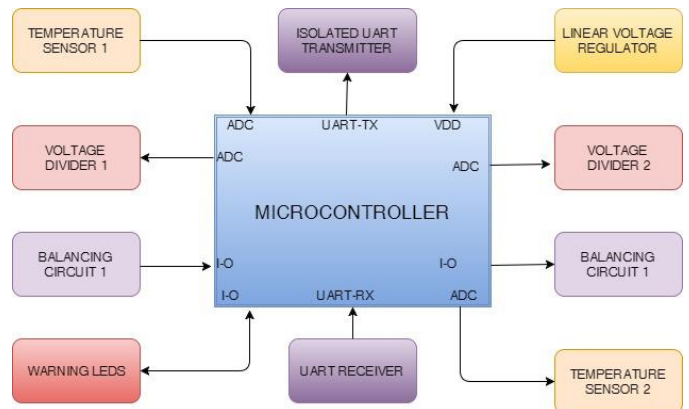 TEMPERATURE
SENSOR 1
ISOLATED UART
TRANSMITTER
LINEAR VOLTAGE
REGULATOR
ADC
UART-TX
VDD
VOLTAGE
DIVIDER 1
ADC
ADC
VOLTAGE
DIVIDER 2
MICROCONTROLLER
BALANCING
CIRCUIT 1
I-O
I-O
BALANCING
CIRCUIT 1
I-O
UART-RX
ADC
WARNING LEDS
UART RECEIVER
TEMPERATURE
SENSOR 2